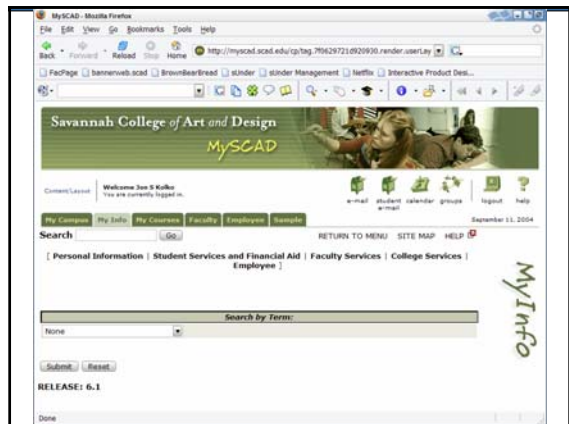 MySCAD - Mozilla Firefox
File Edit View Go Bookmarks Tools Help
Back Forward Reload Stop Home http://myscad.scad.edu/cp/tag.7f0629721d920930.render.userLay
FacPage bannerweb.scad BrownBearBread sUnder sUnder Management Netflix Interactive Product Desi...
Savannah College of Art and Design
MySCAD
Content/Layout
Welcome Jon S Kolko
You are currently logged in.
e-mail student e-mail calendar groups logout help
My Campus My Info My Courses Faculty Employee Sample
September 11, 2004
Search Go RETURN TO MENU SITE MAP HELP
[ Personal Information | Student Services and Financial Aid | Faculty Services | College Services |
Employee ]
MyInfo
Search by Term:
None
Submit Reset
RELEASE: 6.1
Done